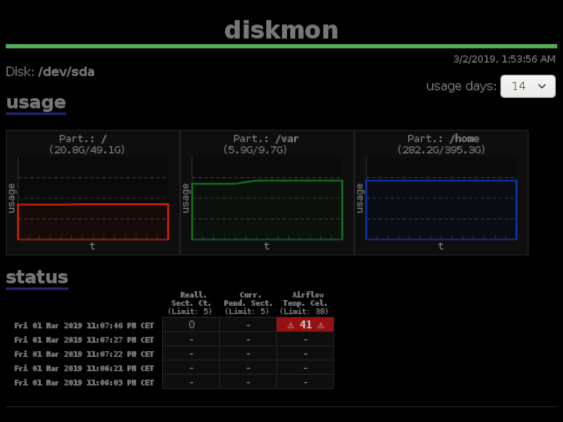 diskmon
3/2/2019, 1:53:56 AM
Disk: /dev/sda
usage days: 14
usage
Part.: /
(20.8G/49.1G)
usage
t
Part.: /var
(5.9G/9.7G)
usage
t
Part.: /home
(282.2G/395.3G)
usage
t
status
Reall. Sect. Ct. (Limit: 5)
Curr. Pend. Sect. (Limit: 5)
Airflow Temp. Cel. (Limit: 38)
Fri 01 Mar 2019 11:07:46 PM CET 0 - ⚠ 41 ⚠
Fri 01 Mar 2019 11:07:27 PM CET - - -
Fri 01 Mar 2019 11:07:22 PM CET - - -
Fri 01 Mar 2019 11:06:21 PM CET - - -
Fri 01 Mar 2019 11:06:03 PM CET - - -